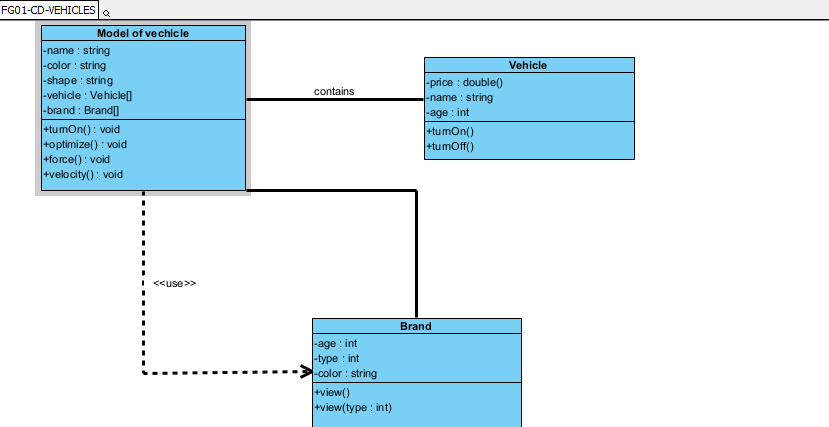 FG01-CD-VEHICLES
Model of vechicle
-name : string
-color : string
-shape : string
-vehicle : Vehicle[]
-brand : Brand[]
+turnOn() : void
+optimize() : void
+force() : void
+velocity() : void
contains
Vehicle
-price : double()
-name : string
-age : int
+turnOn()
+turnOff()
<<use>>
Brand
-age : int
-type : int
-color : string
+view()
+view(type : int)